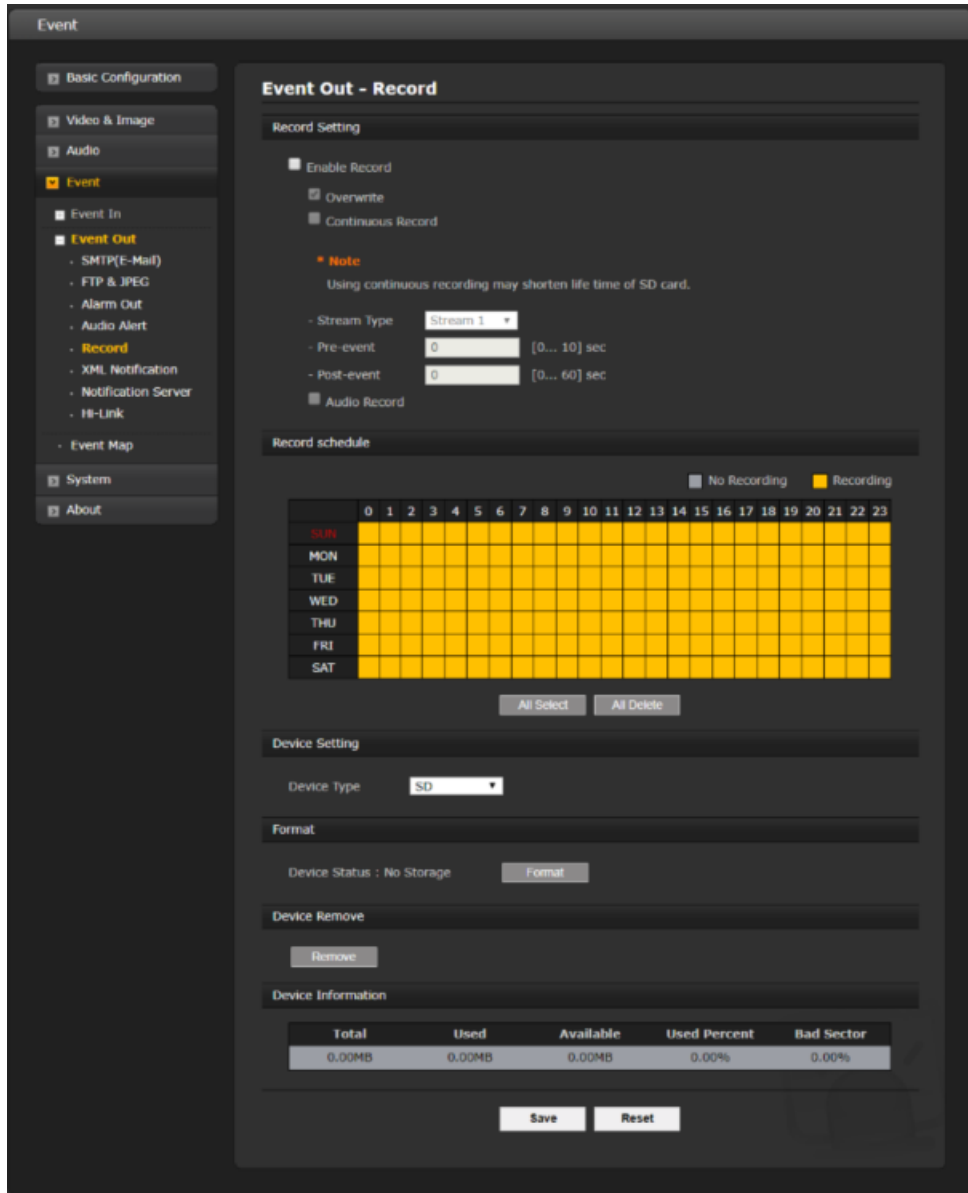 Event
Basic Configuration
Video & Image
Audio
Event
Event In
Event Out
- SMTP(E-Mail)
- FTP & JPEG
- Alarm Out
- Audio Alert
- Record
- XML Notification
- Notification Server
- Hi-Link
- Event Map
System
About
Event Out - Record
Record Setting
Enable Record
Overwrite
Continuous Record
* Note
Using continuous recording may shorten life time of SD card.
- Stream Type Stream 1
- Pre-event 0 [0... 10] sec
- Post-event 0 [0... 60] sec
Audio Record
Record schedule
No Recording Recording
0 1 2 3 4 5 6 7 8 9 10 11 12 13 14 15 16 17 18 19 20 21 22 23
SUN
MON
TUE
WED
THU
FRI
SAT
All Select All Delete
Device Setting
Device Type SD
Format
Device Status : No Storage Format
Device Remove
Remove
Device Information
Total Used Available Used Percent Bad Sector
0.00MB 0.00MB 0.00MB 0.00% 0.00%
Save Reset